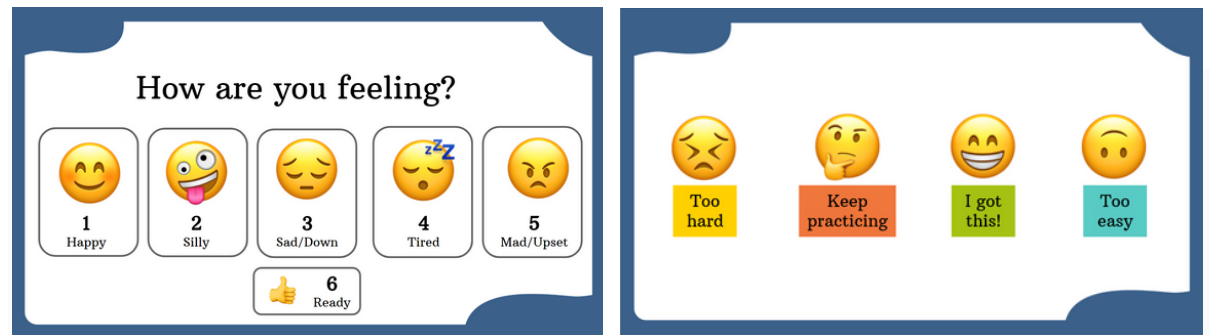 How are you feeling?
1
Happy
2
Silly
3
Sad/Down
zzZ
4
Tired
5
Mad/Upset
6
Ready
Too
hard
Keep
practicing
I got
this!
Too
easy